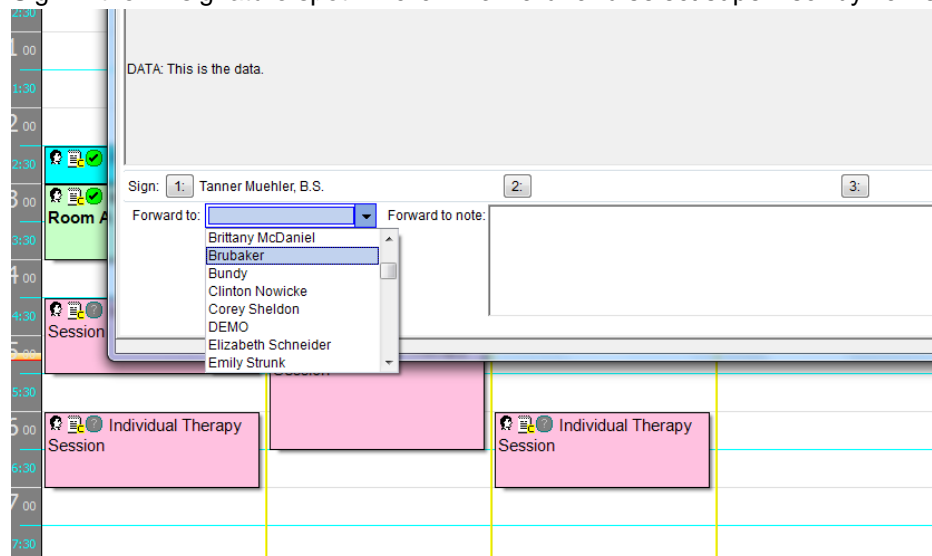 2:30
1 00
1:30
2 00
2:30
3 00
3:30
4 00
4:30
5:30
6 00
6:30
7 00
7:30
DATA: This is the data.
Sign: 1: Tanner Muehler, B.S. 2: 3:
Forward to: Forward to note:
Brittany McDaniel
Brubaker
Bundy
Clinton Nowicke
Corey Sheldon
DEMO
Elizabeth Schneider
Emily Strunk
Room A
Session
Session
Individual Therapy
Session
Individual Therapy
Session